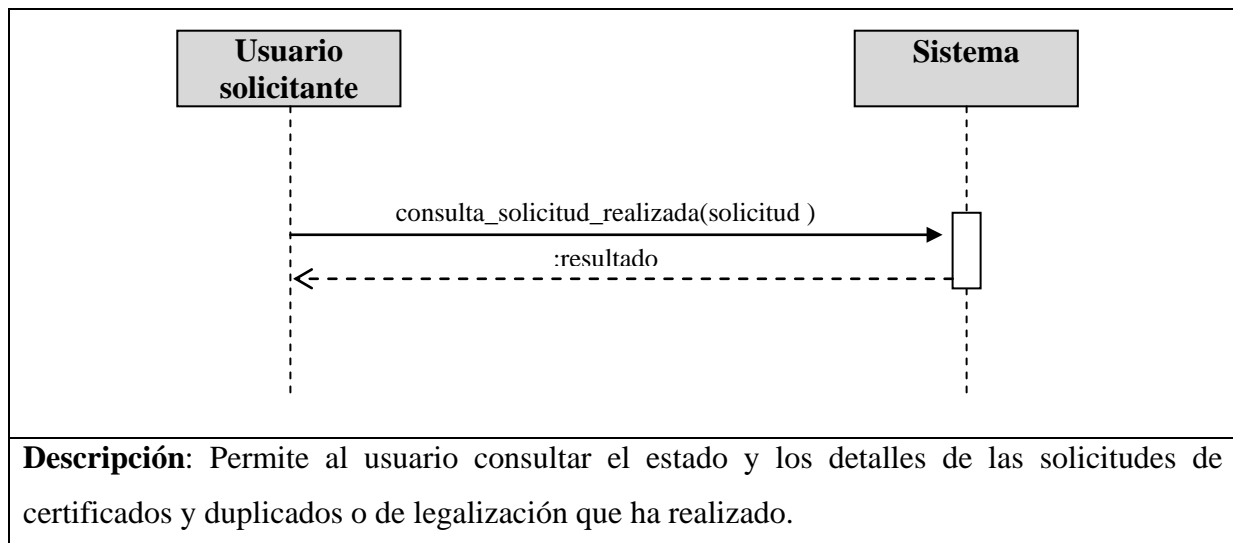 Usuario
solicitante
Sistema
consulta_solicitud_realizada(solicitud )
:resultado
Descripción: Permite al usuario consultar el estado y los detalles de las solicitudes de
certificados y duplicados o de legalización que ha realizado.